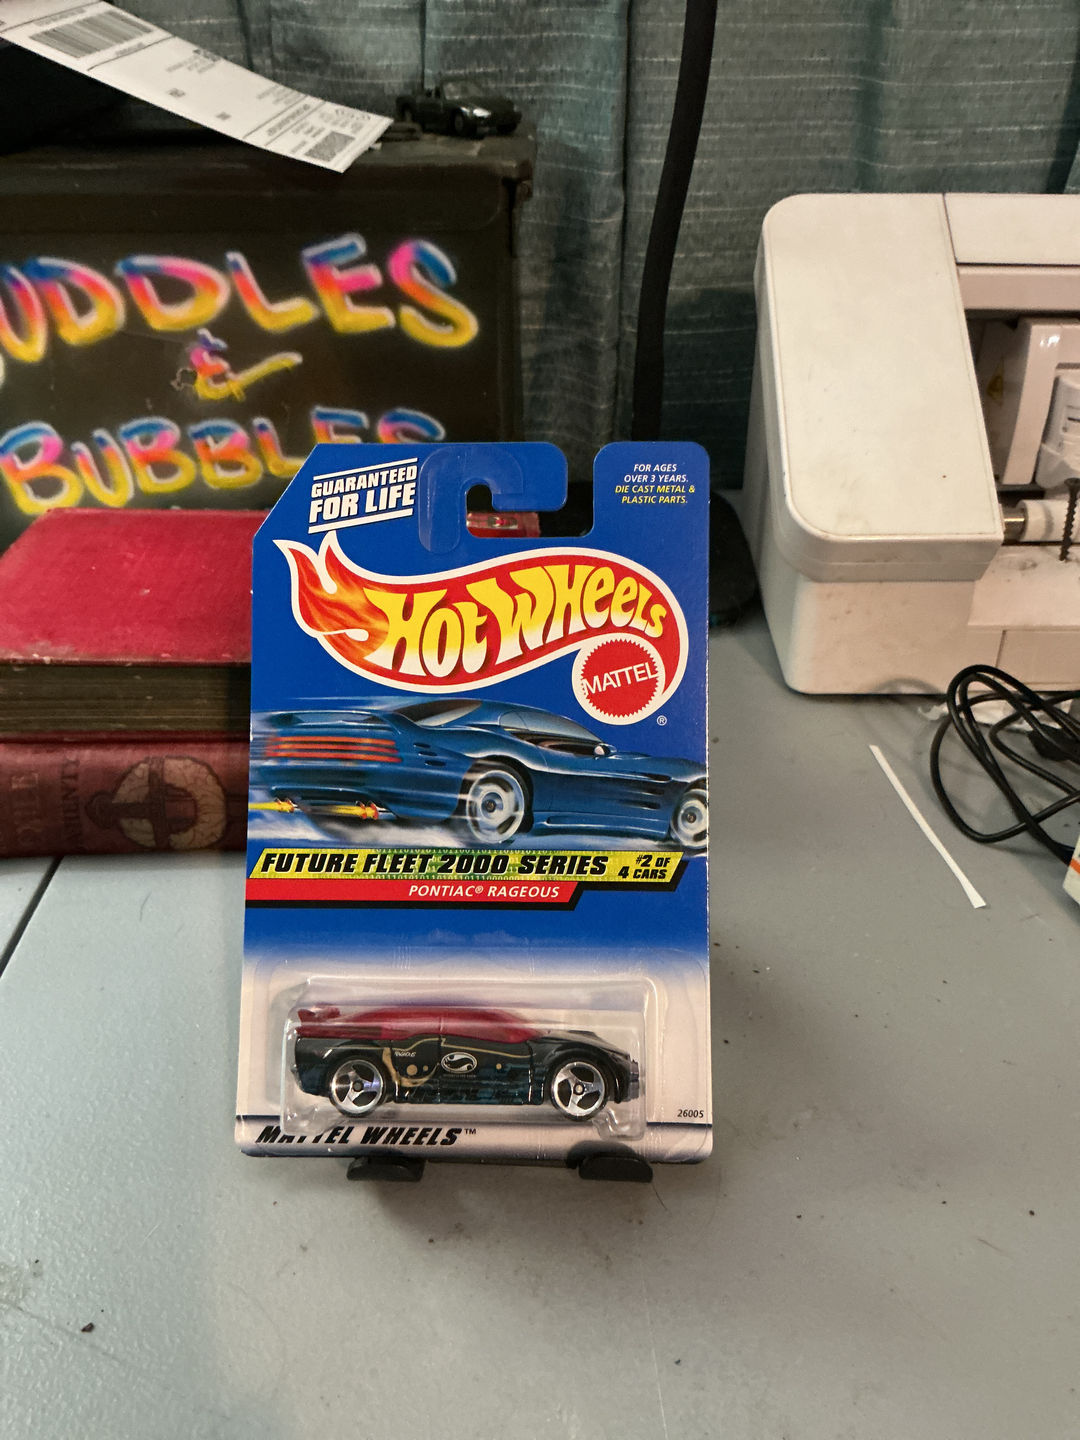 UDDLES
&
BUBBLES
GUARANTEED
FOR LIFE
FOR AGES
OVER 3 YEARS.
DIE CAST METAL &
PLASTIC PARTS.
HOT WHEELS
MATTEL
®
FUTURE FLEET 2000 SERIES
#2 OF
4 CARS
PONTIAC® RAGEOUS
26005
MATTEL WHEELS™